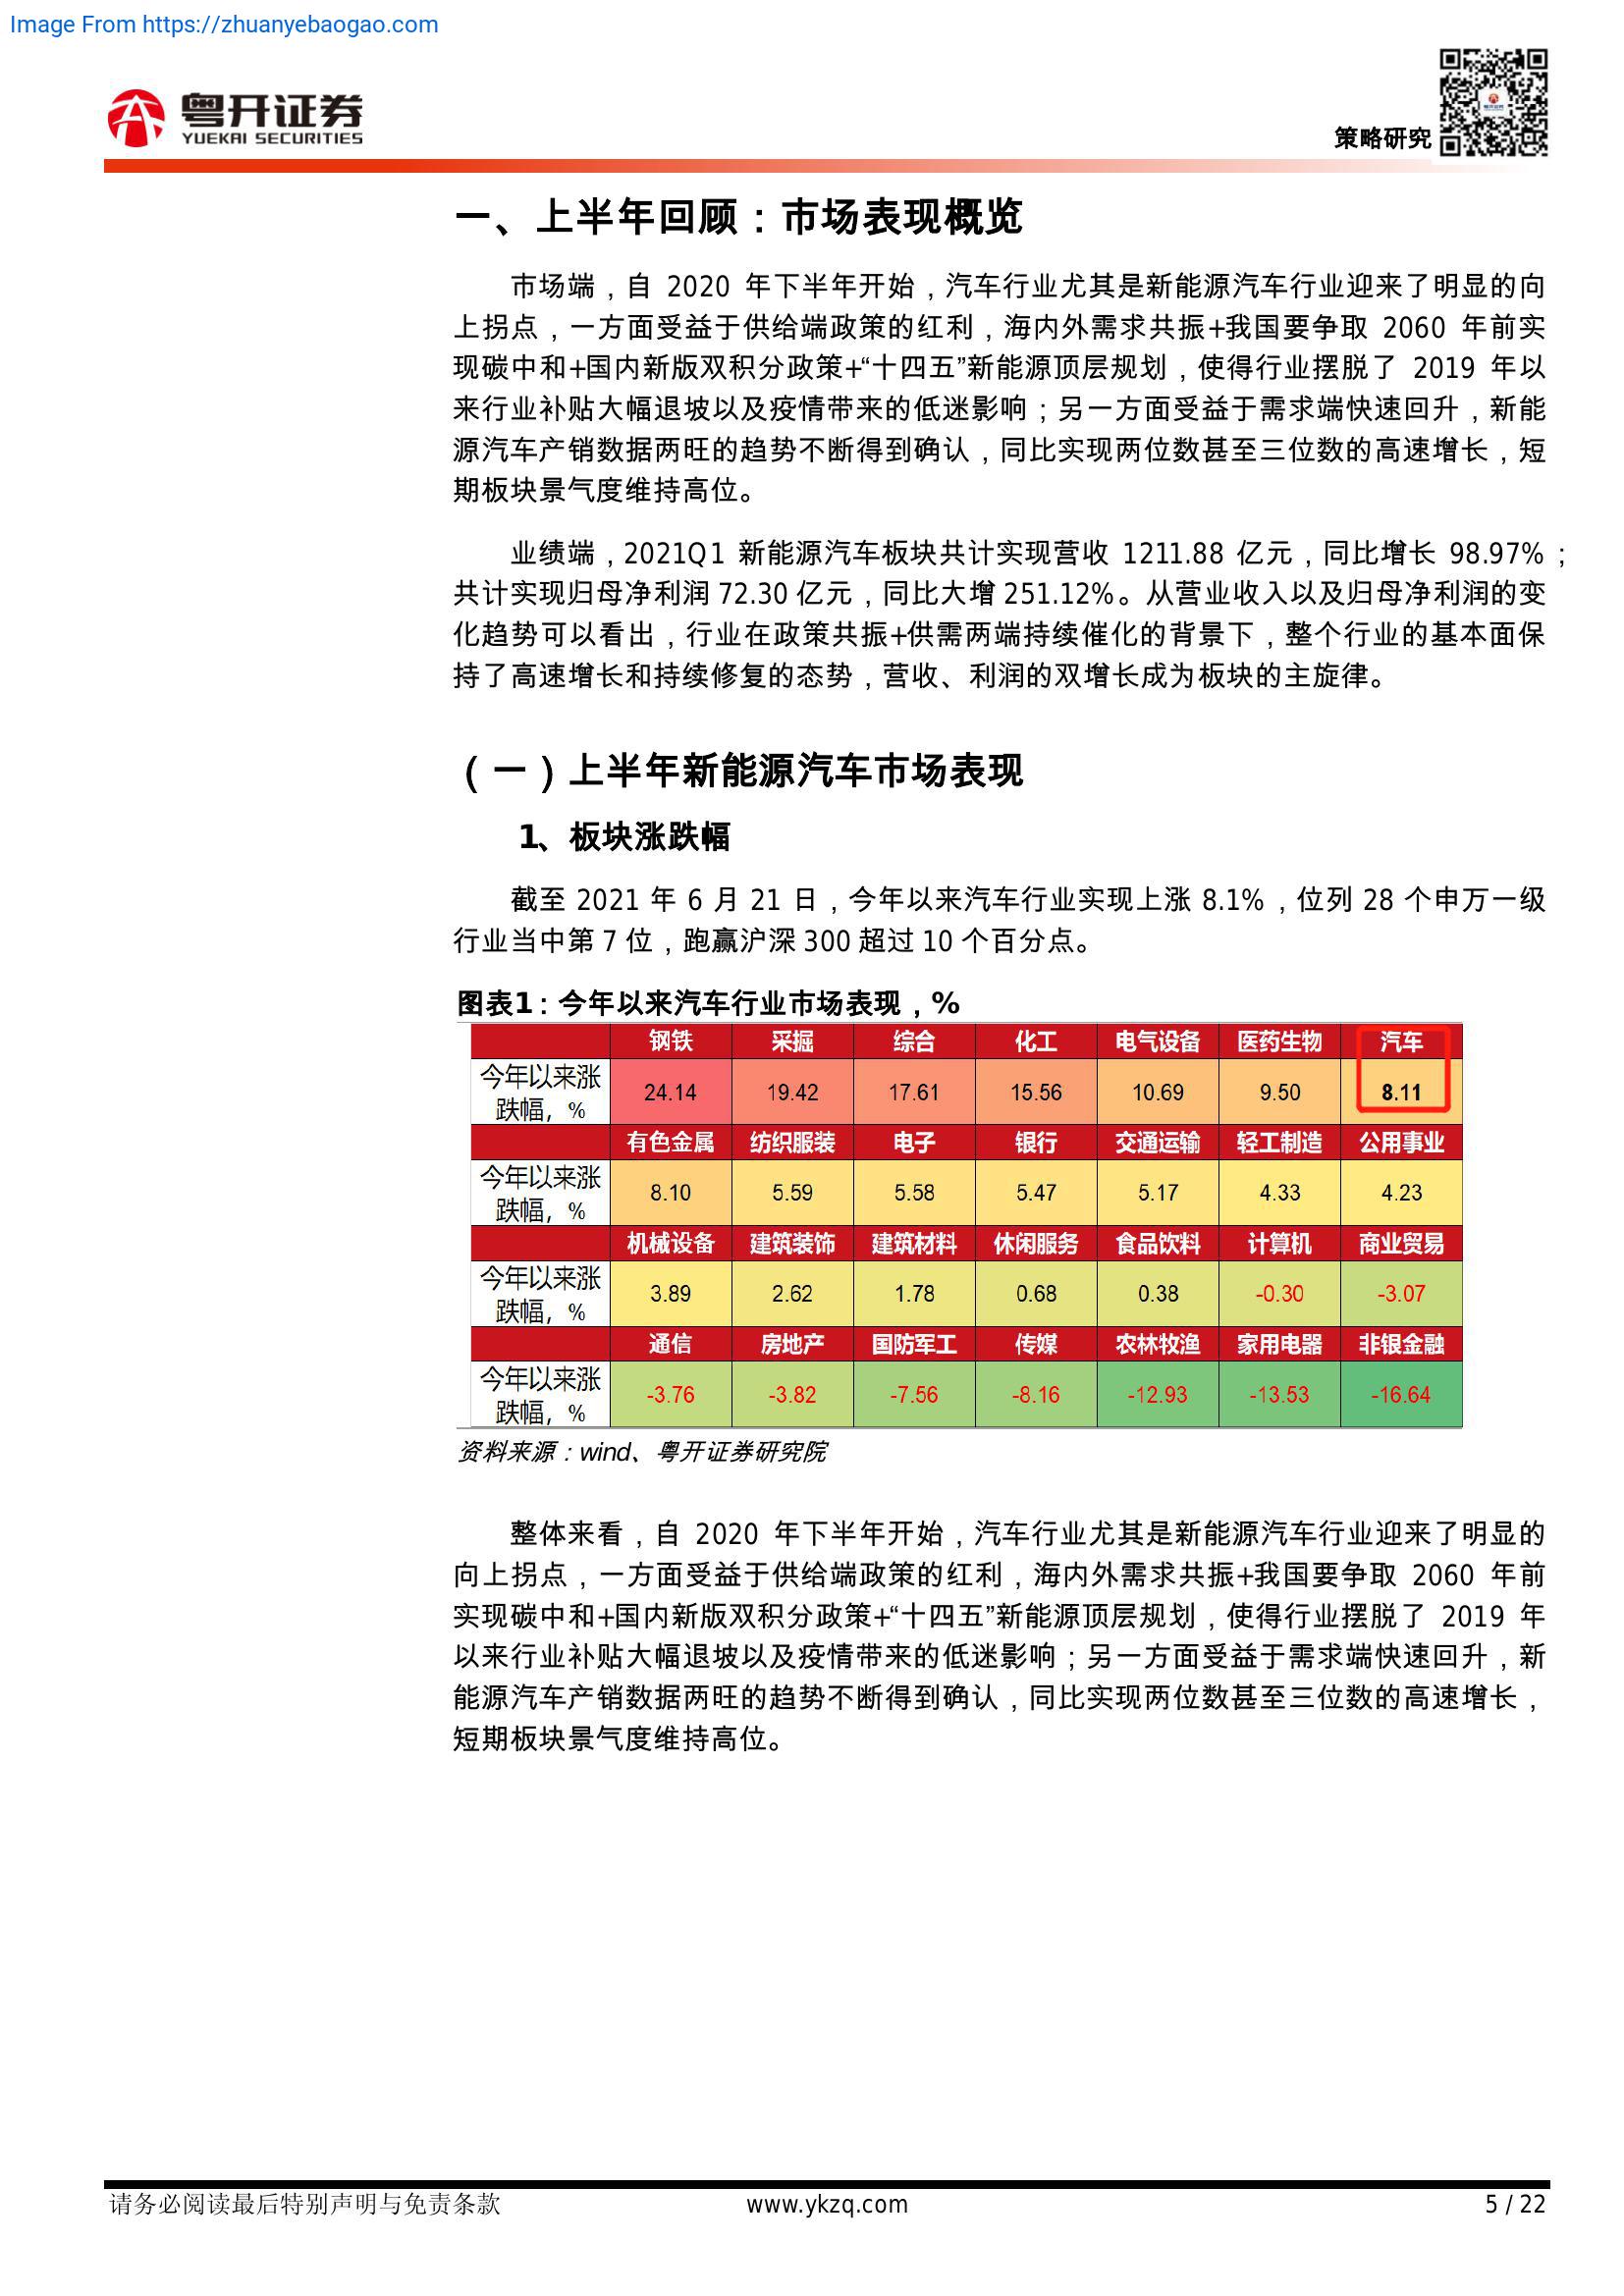 Image From https://zhuanyebaogao.com
粤开证券
YUEKAI SECURITIES
策略研究
一、上半年回顾：市场表现概览
市场端，自 2020 年下半年开始，汽车行业尤其是新能源汽车行业迎来了明显的向
上拐点，一方面受益于供给端政策的红利，海内外需求共振+我国要争取 2060 年前实
现碳中和+国内新版双积分政策+“十四五”新能源顶层规划，使得行业摆脱了 2019 年以
来行业补贴大幅退坡以及疫情带来的低迷影响；另一方面受益于需求端快速回升，新能
源汽车产销数据两旺的趋势不断得到确认，同比实现两位数甚至三位数的高速增长，短
期板块景气度维持高位。
业绩端，2021Q1 新能源汽车板块共计实现营收 1211.88 亿元，同比增长 98.97%；
共计实现归母净利润 72.30 亿元，同比大增 251.12%。从营业收入以及归母净利润的变
化趋势可以看出，行业在政策共振+供需两端持续催化的背景下，整个行业的基本面保
持了高速增长和持续修复的态势，营收、利润的双增长成为板块的主旋律。
（一）上半年新能源汽车市场表现
1、板块涨跌幅
截至 2021 年 6 月 21 日，今年以来汽车行业实现上涨 8.1%，位列 28 个申万一级
行业当中第 7 位，跑赢沪深 300 超过 10 个百分点。
图表1：今年以来汽车行业市场表现，%
钢铁 采掘 综合 化工 电气设备 医药生物 汽车
今年以来涨
跌幅，% 24.14 19.42 17.61 15.56 10.69 9.50 8.11
有色金属 纺织服装 电子 银行 交通运输 轻工制造 公用事业
今年以来涨
跌幅，% 8.10 5.59 5.58 5.47 5.17 4.33 4.23
机械设备 建筑装饰 建筑材料 休闲服务 食品饮料 计算机 商业贸易
今年以来涨
跌幅，% 3.89 2.62 1.78 0.68 0.38 -0.30 -3.07
通信 房地产 国防军工 传媒 农林牧渔 家用电器 非银金融
今年以来涨
跌幅，% -3.76 -3.82 -7.56 -8.16 -12.93 -13.53 -16.64
资料来源：wind、粤开证券研究院
整体来看，自 2020 年下半年开始，汽车行业尤其是新能源汽车行业迎来了明显的
向上拐点，一方面受益于供给端政策的红利，海内外需求共振+我国要争取 2060 年前
实现碳中和+国内新版双积分政策+“十四五”新能源顶层规划，使得行业摆脱了 2019 年
以来行业补贴大幅退坡以及疫情带来的低迷影响；另一方面受益于需求端快速回升，新
能源汽车产销数据两旺的趋势不断得到确认，同比实现两位数甚至三位数的高速增长，
短期板块景气度维持高位。
请务必阅读最后特别声明与免责条款
www.ykzq.com
5 / 22